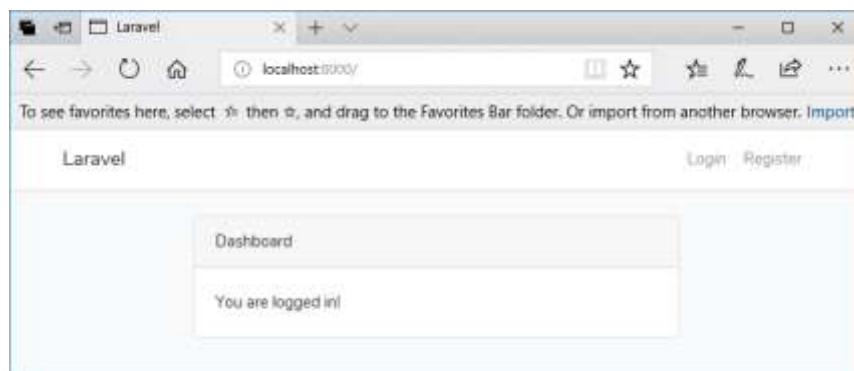 Laravel
localhost:8000/
To see favorites here, select ☆ then ☆, and drag to the Favorites Bar folder. Or import from another browser. Import
Laravel Login Register
Dashboard
You are logged in!